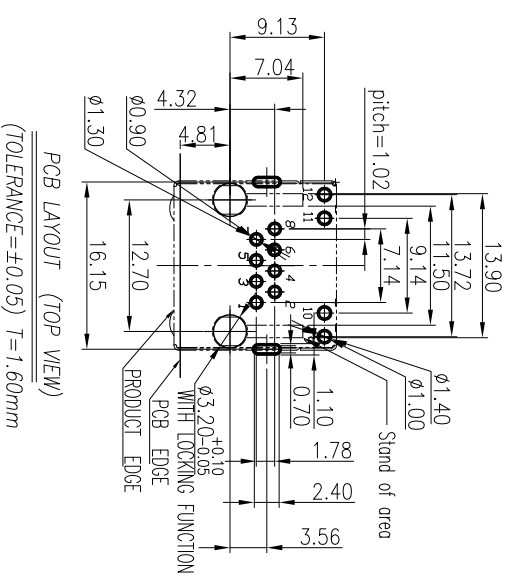 9.13
7.04
4.32
4.81
pitch=1.02
Ø0.90
Ø1.30
13.90
13.72
11.50
9.14
7.14
12
11
10
8
6
4
2
5
3
1
12.70
16.15
Ø1.40
Ø1.00
Stand of area
1.10
0.70
Ø3.20+0.10-0.05
WITH LOCKING FUNCTION
PCB EDGE
PRODUCT EDGE
1.78
2.40
3.56
PCB LAYOUT (TOP VIEW)
(TOLERANCE=±0.05) T=1.60mm